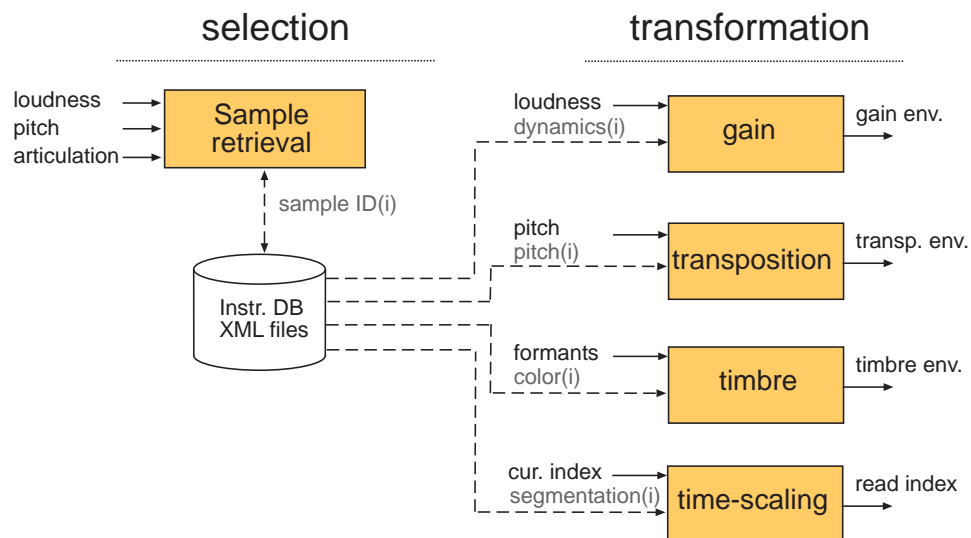 selection
transformation
loudness
pitch
articulation
Sample
retrieval
sample ID(i)
Instr. DB
XML files
loudness
dynamics(i)
gain
gain env.
pitch
pitch(i)
transposition
transp. env.
formants
color(i)
timbre
timbre env.
cur. index
segmentation(i)
time-scaling
read index